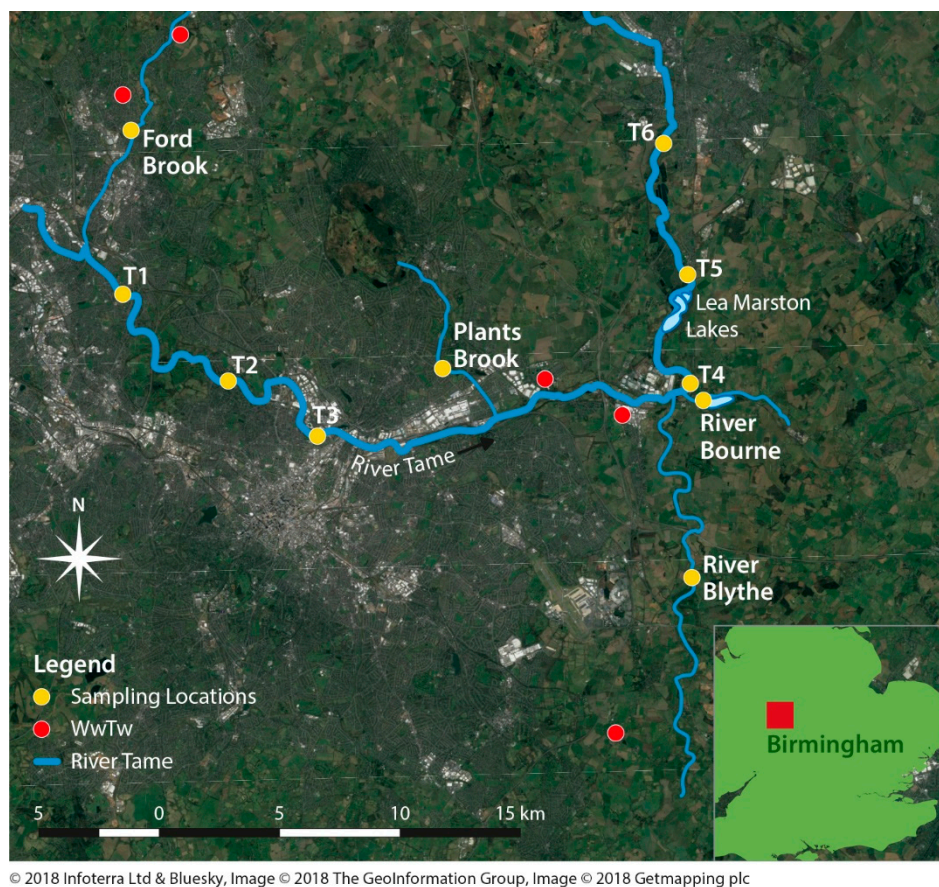 Ford
Brook
T1
T2
T3
Plants
Brook
River Tame
T6
T5
Lea Marston
Lakes
T4
River
Bourne
River
Blythe
N
Legend
Sampling Locations
WwTw
River Tame
5 0 5 10 15 km
Birmingham
© 2018 Infoterra Ltd & Bluesky, Image © 2018 The GeoInformation Group, Image © 2018 Getmapping plc